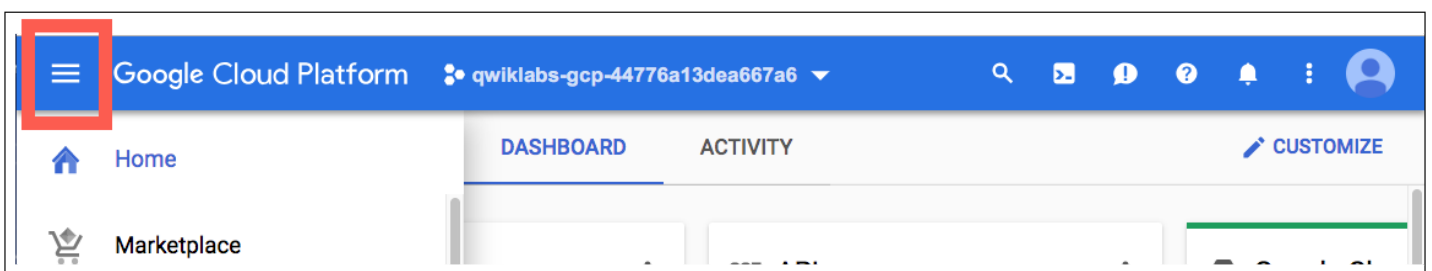 Google Cloud Platform qwiklabs-gcp-44776a13dea667a6
Home
DASHBOARD ACTIVITY CUSTOMIZE
Marketplace